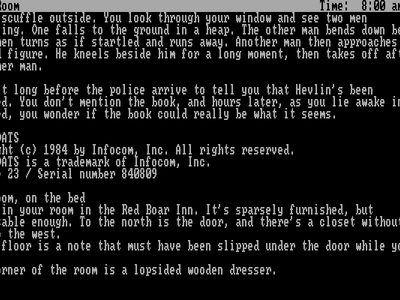 Room Time: 8:00 am
scuffle outside. You look through your window and see two men
ing. One falls to the ground in a heap. The other man bends down be
hen turns as if startled and runs away. Another man then approaches
d figure. He kneels beside him for a long moment, then takes off aft
her man.
t long before the police arrive to tell you that Hevlin's been
ed. You don't mention the book, and hours later, as you lie awake in
d, you wonder if the book could really be what it seems.
OATS
ght (c) 1984 by Infocom, Inc. All rights reserved.
OATS is a trademark of Infocom, Inc.
23 / Serial number 840809
oom, on the bed
in your room in the Red Boar Inn. It's sparsely furnished, but
able enough. To the north is the door, and there's a closet without
o the west.
floor is a note that must have been slipped under the door while yo
orner of the room is a lopsided wooden dresser.